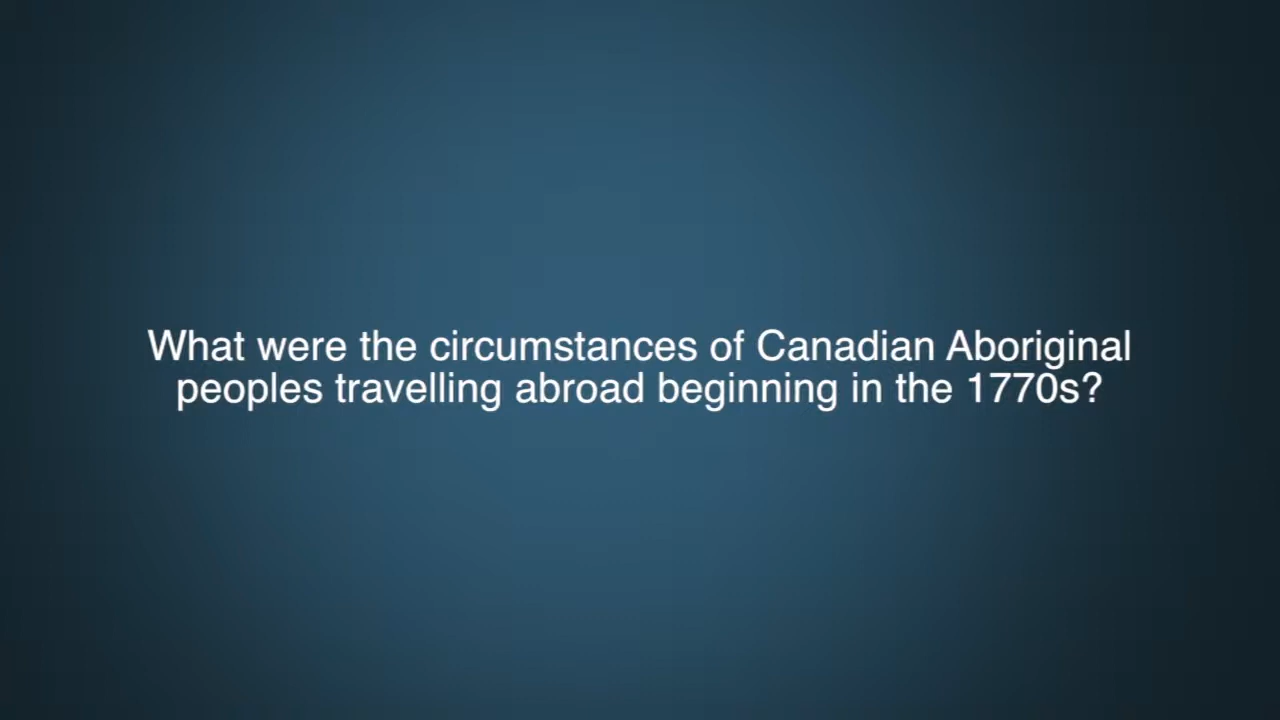 What were the circumstances of Canadian Aboriginal
peoples travelling abroad beginning in the 1770s?